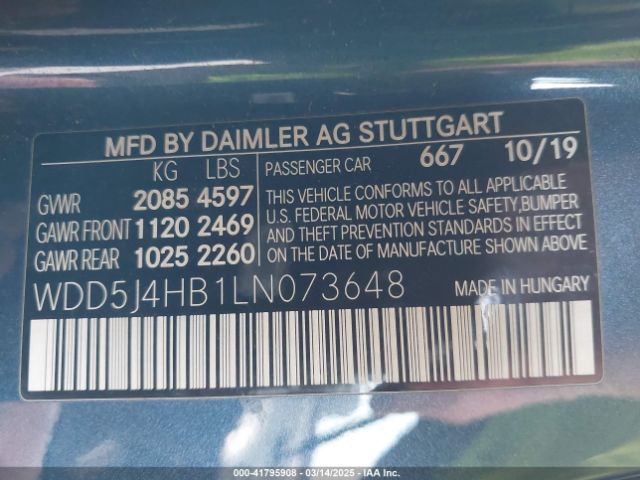 MFD BY DAIMLER AG STUTTGART
KG LBS
GVWR 2085 4597
GAWR FRONT 1120 2469
GAWR REAR 1025 2260
PASSENGER CAR 667 10/19
THIS VEHICLE CONFORMS TO ALL APPLICABLE
U.S. FEDERAL MOTOR VEHICLE SAFETY,BUMPER
AND THEFT PREVENTION STANDARDS IN EFFECT
ON THE DATE OF MANUFACTURE SHOWN ABOVE
WDD5J4HB1LN073648 MADE IN HUNGARY
000-41795908 - 03/14/2025 - IAA Inc.